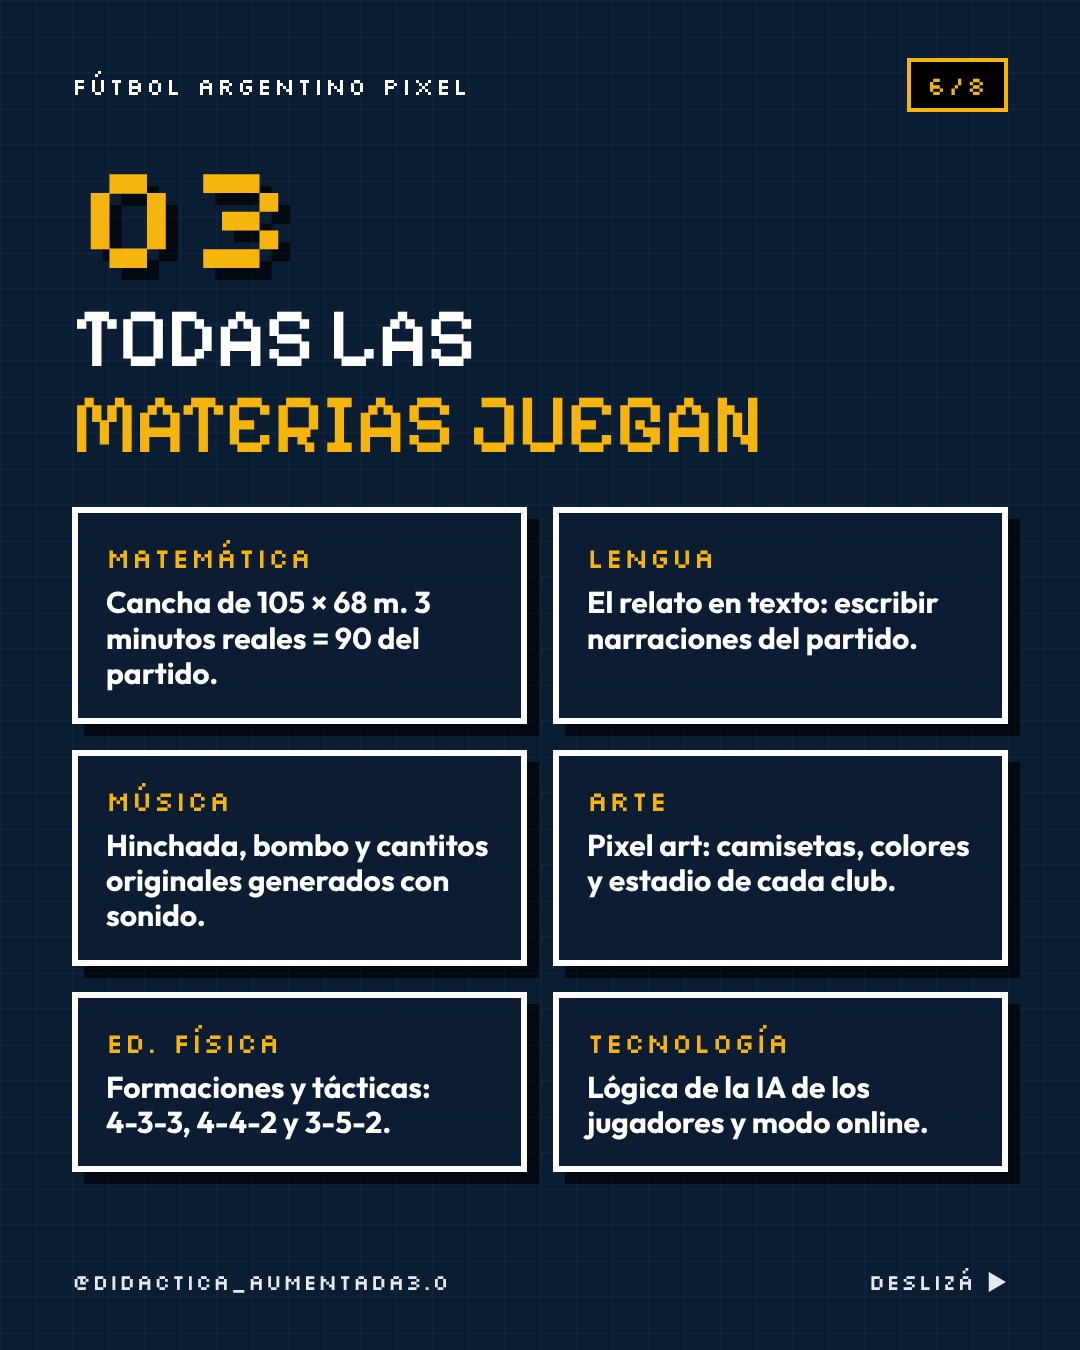 FÚTBOL ARGENTINO PIXEL
6/8
03
TODAS LAS
MATERIAS JUEGAN
MATEMÁTICA
Cancha de 105 × 68 m. 3
minutos reales = 90 del
partido.
LENGUA
El relato en texto: escribir
narraciones del partido.
MÚSICA
Hinchada, bombo y cantitos
originales generados con
sonido.
ARTE
Pixel art: camisetas, colores
y estadio de cada club.
ED. FÍSICA
Formaciones y tácticas:
4-3-3, 4-4-2 y 3-5-2.
TECNOLOGÍA
Lógica de la IA de los
jugadores y modo online.
@DIDACTICA_AUMENTADA3.0
DESLIZÁ ▶